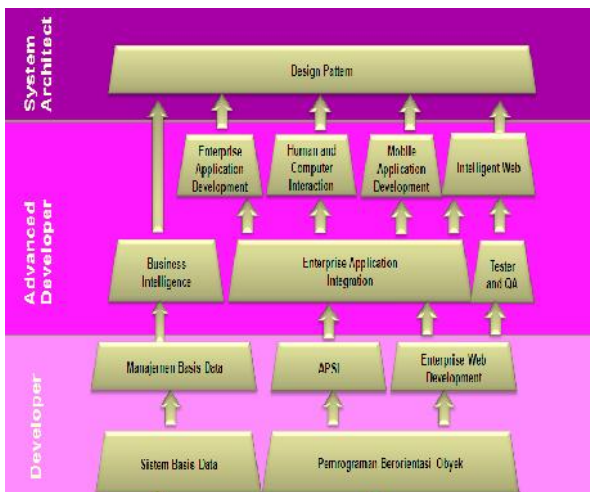 System
Architect
Design Pattern
Advanced
Developer
Enterprise
Application
Development
Human and
Computer
Interaction
Mobile
Application
Development
Intelligent Web
Business
Intelligence
Enterprise Application
Integration
Tester
and QA
Developer
Manajemen Basis Data
APSI
Enterprise Web
Development
Sistem Basis Data
Pemrograman Berorientasi Obyek